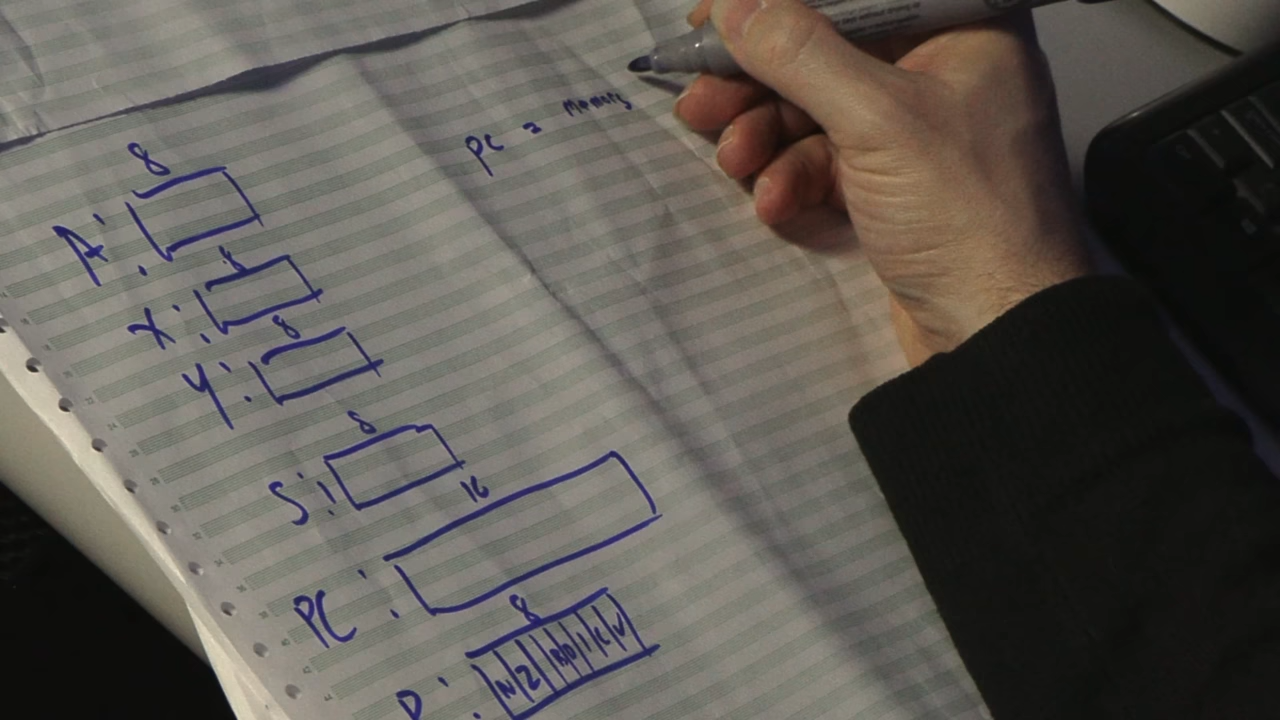 PC = Memory
8
A:
8
X:
8
Y:
8
S:
16
PC:
8
P: N Z B D I C V